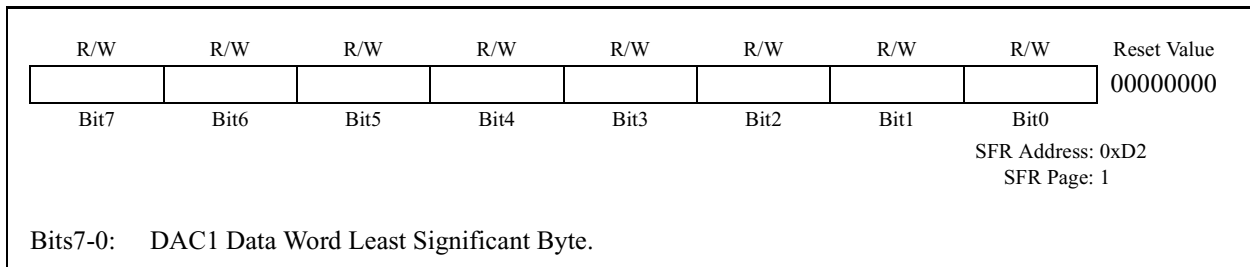 R/W R/W R/W R/W R/W R/W R/W R/W Reset Value
00000000
Bit7 Bit6 Bit5 Bit4 Bit3 Bit2 Bit1 Bit0
SFR Address: 0xD2
SFR Page: 1
Bits7-0: DAC1 Data Word Least Significant Byte.